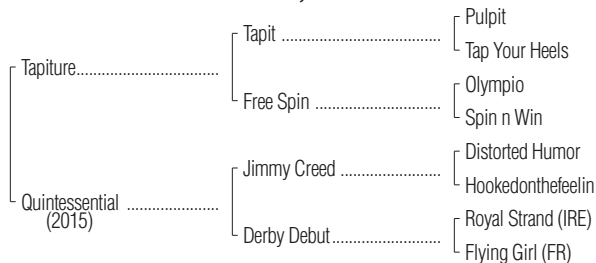 Pulpit
Tapit ................................
Tap Your Heels
Tapiture.............................
Olympio
Free Spin .........................
Spin n Win
Distorted Humor
Jimmy Creed ....................
Hookedonthefeelin
Quintessential ..................
(2015)
Royal Strand (IRE)
Derby Debut......................
Flying Girl (FR)